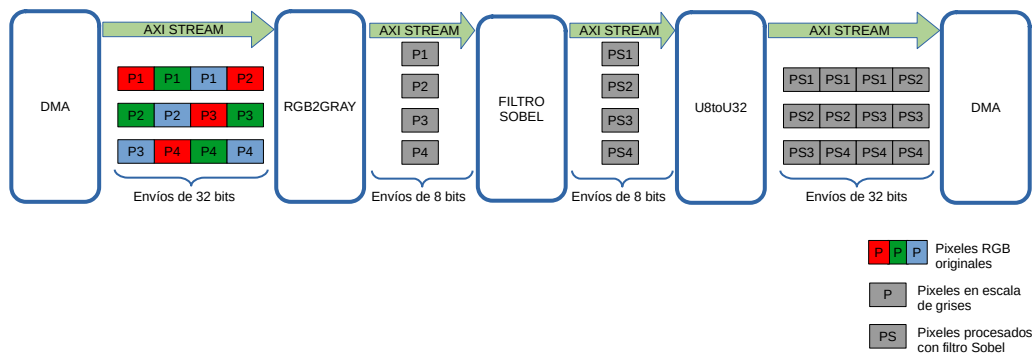 AXI STREAM
AXI STREAM
AXI STREAM
AXI STREAM
DMA
P1 P1 P1 P2
P2 P2 P3 P3
P3 P4 P4 P4
Envíos de 32 bits
RGB2GRAY
P1
P2
P3
P4
Envíos de 8 bits
FILTRO
SOBEL
PS1
PS2
PS3
PS4
Envíos de 8 bits
U8toU32
PS1 PS1 PS1 PS2
PS2 PS2 PS3 PS3
PS3 PS4 PS4 PS4
Envíos de 32 bits
DMA
P P P
Pixeles RGB
originales
P
Pixeles en escala
de grises
PS
Pixeles procesados
con filtro Sobel